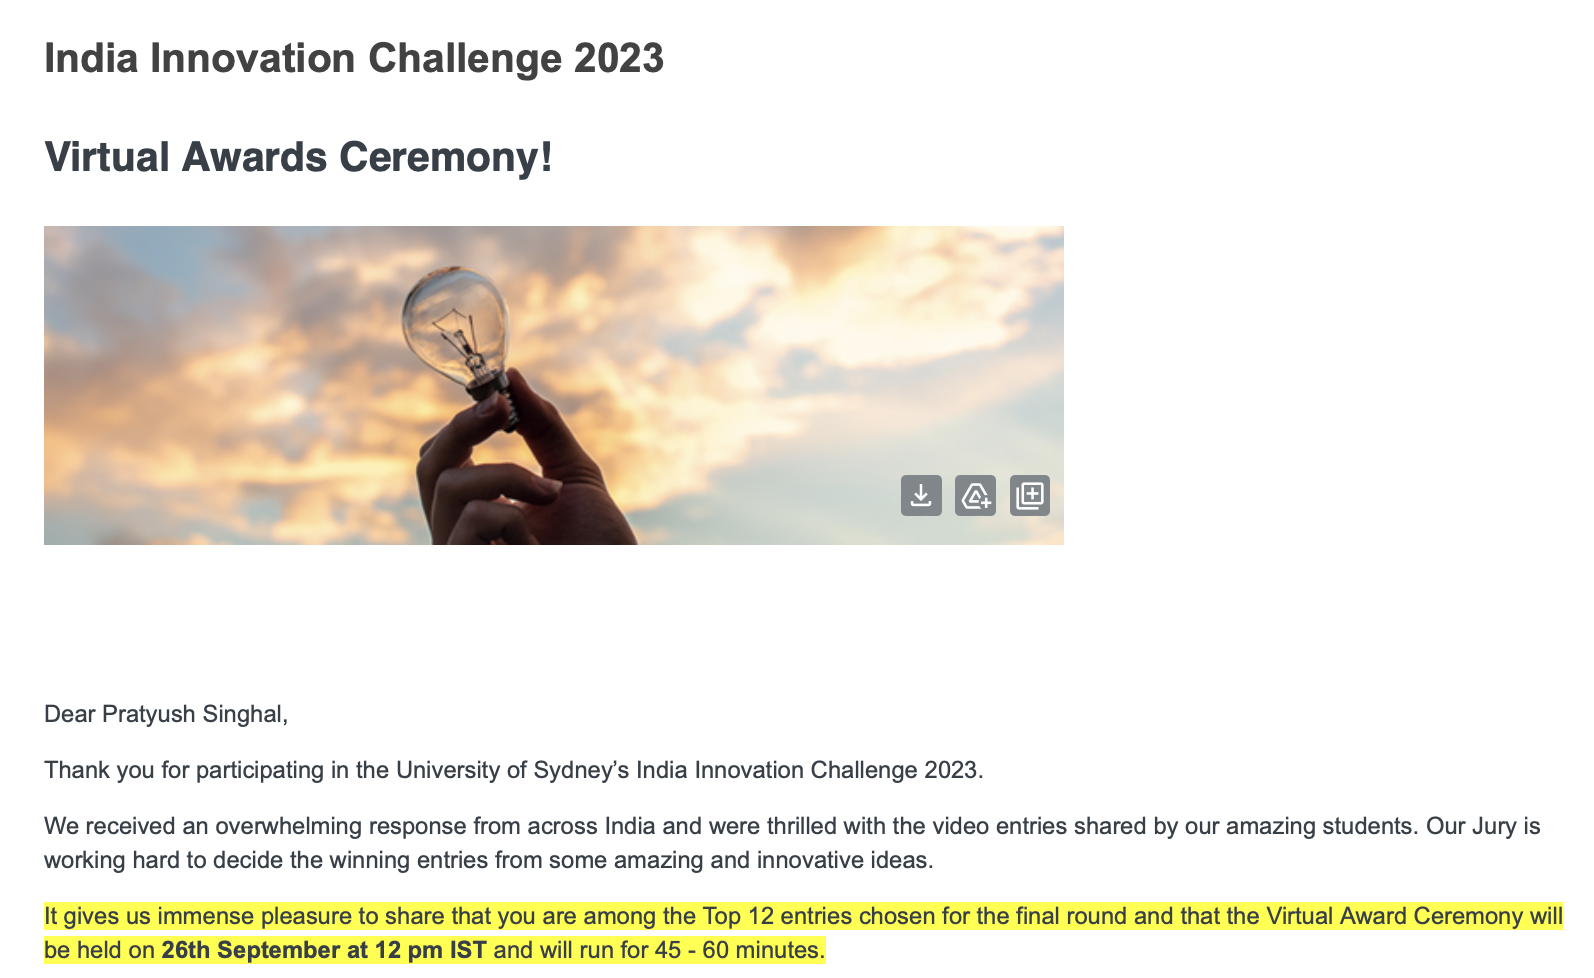 India Innovation Challenge 2023
Virtual Awards Ceremony!
Dear Pratyush Singhal,
Thank you for participating in the University of Sydney’s India Innovation Challenge 2023.
We received an overwhelming response from across India and were thrilled with the video entries shared by our amazing students. Our Jury is
working hard to decide the winning entries from some amazing and innovative ideas.
It gives us immense pleasure to share that you are among the Top 12 entries chosen for the final round and that the Virtual Award Ceremony will
be held on 26th September at 12 pm IST and will run for 45 - 60 minutes.